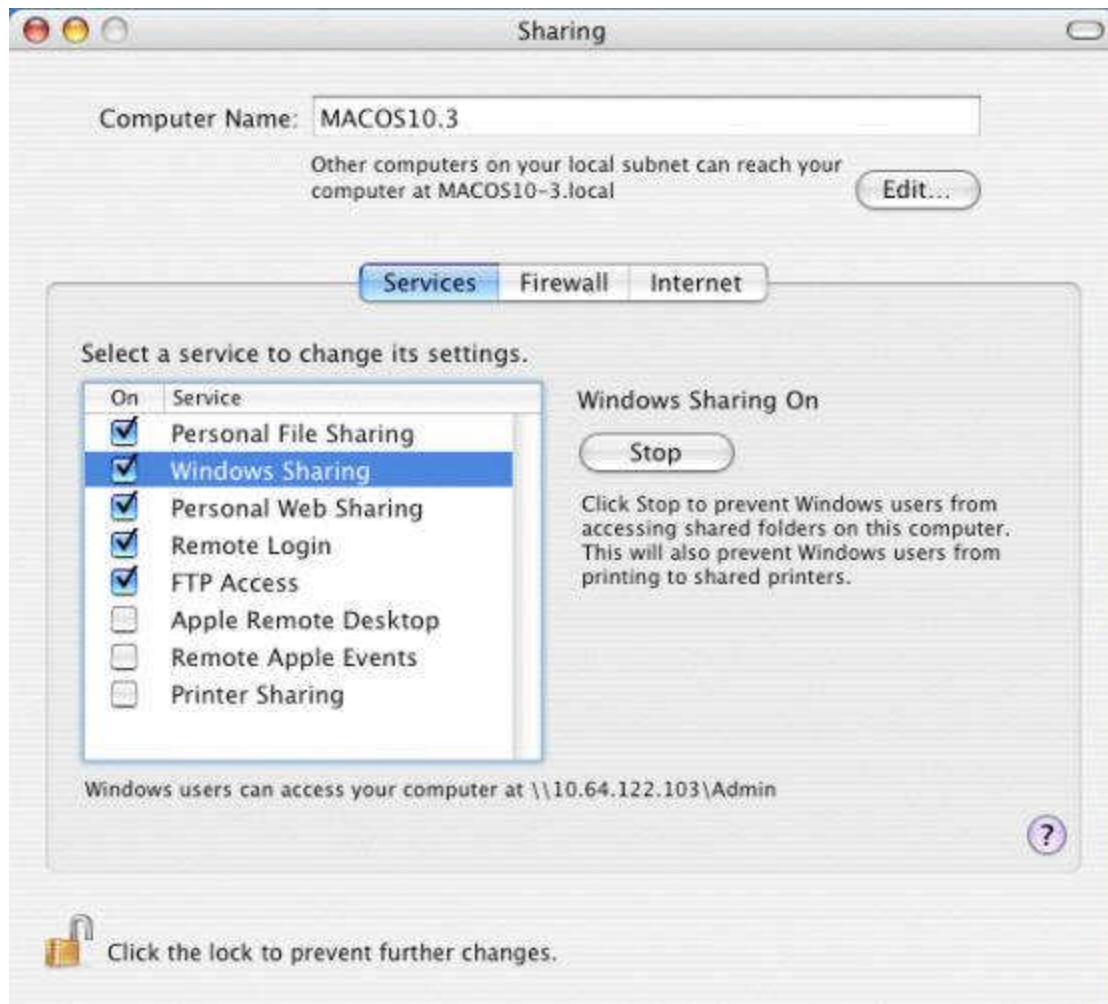 Sharing
Computer Name: MACOS10.3
Other computers on your local subnet can reach your
computer at MACOS10-3.local
Edit...
Services Firewall Internet
Select a service to change its settings.
On Service
Personal File Sharing
Windows Sharing
Personal Web Sharing
Remote Login
FTP Access
Apple Remote Desktop
Remote Apple Events
Printer Sharing
Windows Sharing On
Stop
Click Stop to prevent Windows users from
accessing shared folders on this computer.
This will also prevent Windows users from
printing to shared printers.
Windows users can access your computer at \\10.64.122.103\Admin
?
Click the lock to prevent further changes.